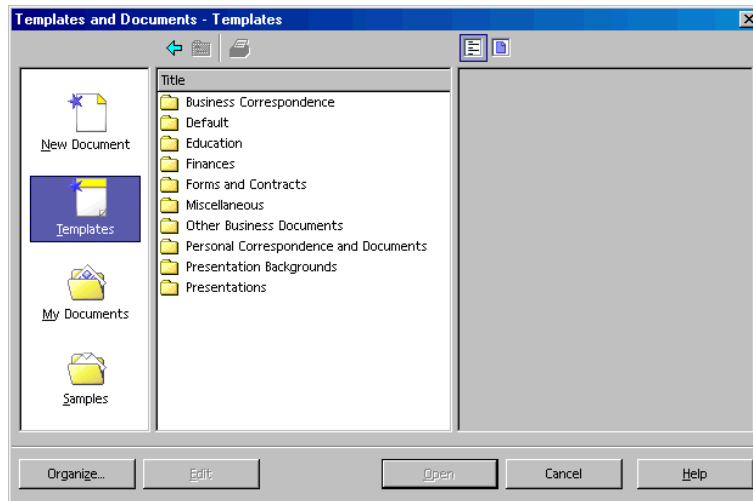 Templates and Documents - Templates
Title
New Document
Templates
My Documents
Samples
Business Correspondence
Default
Education
Finances
Forms and Contracts
Miscellaneous
Other Business Documents
Personal Correspondence and Documents
Presentation Backgrounds
Presentations
Organize...
Edit
Open
Cancel
Help